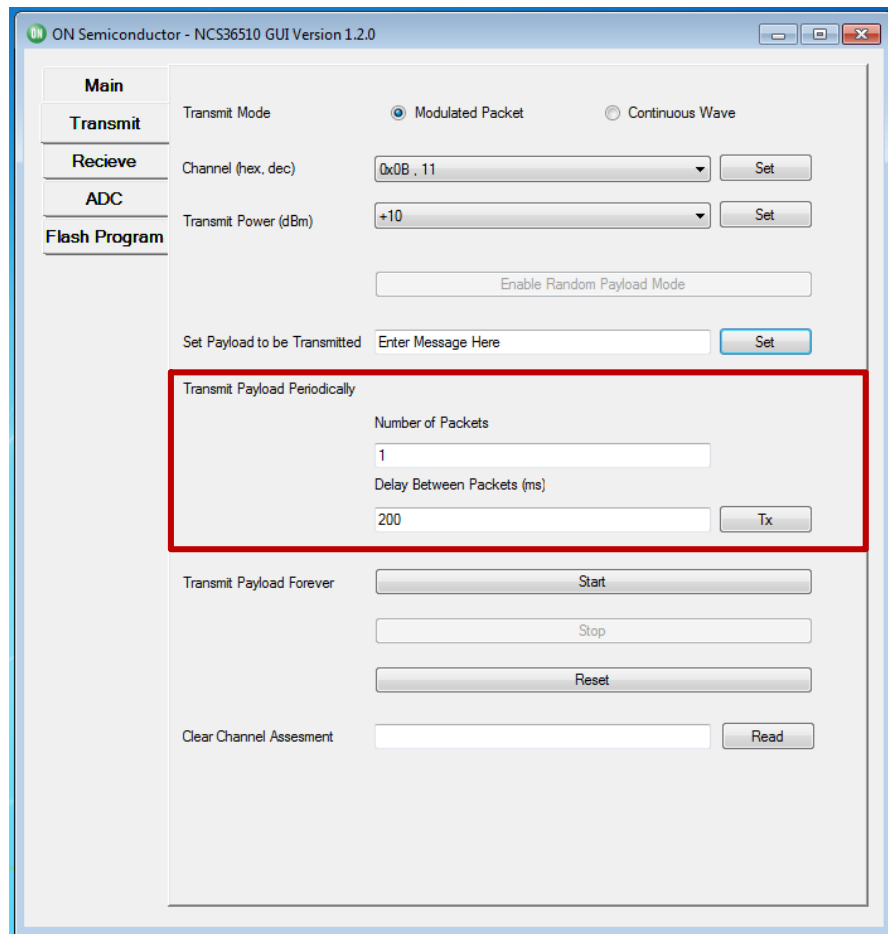 ON ON Semiconductor - NCS36510 GUI Version 1.2.0
Main
Transmit
Recieve
ADC
Flash Program
Transmit Mode Modulated Packet Continuous Wave
Channel (hex, dec) 0x0B , 11 Set
Transmit Power (dBm) +10 Set
Enable Random Payload Mode
Set Payload to be Transmitted Enter Message Here Set
Transmit Payload Periodically
Number of Packets
1
Delay Between Packets (ms)
200 Tx
Transmit Payload Forever Start
Stop
Reset
Clear Channel Assesment Read